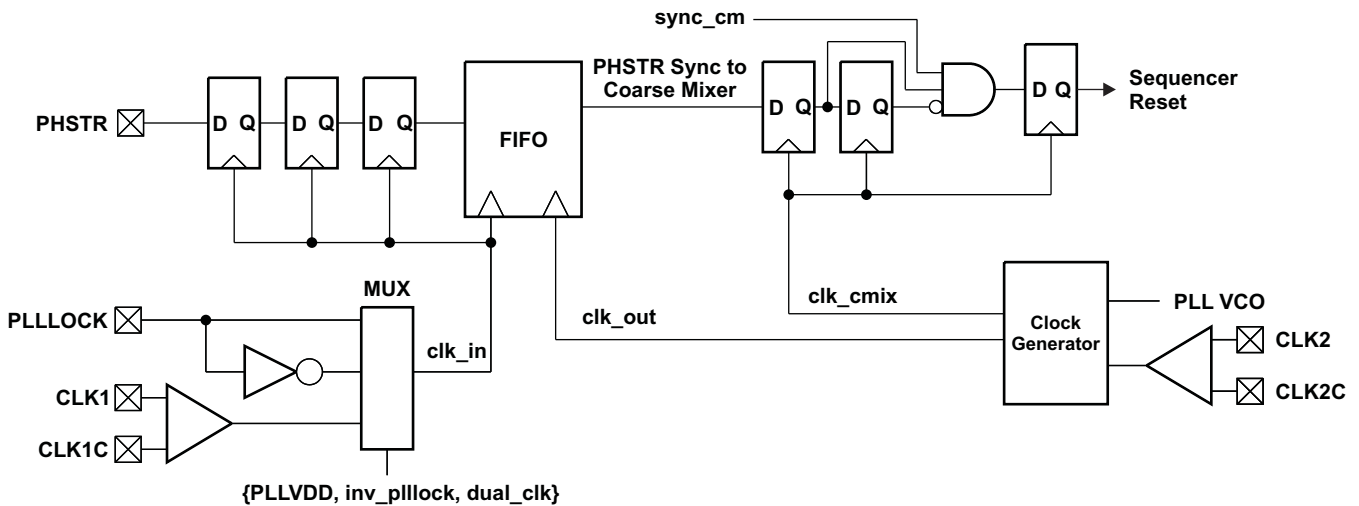 sync_cm
PHSTR Sync to
Coarse Mixer
Sequencer
Reset
PHSTR
D Q
D Q
D Q
FIFO
D Q
D Q
D Q
MUX
PLLLOCK
clk_in
clk_out
clk_cmix
Clock
Generator
PLL VCO
CLK2
CLK2C
CLK1
CLK1C
{PLLVDD, inv_plllock, dual_clk}